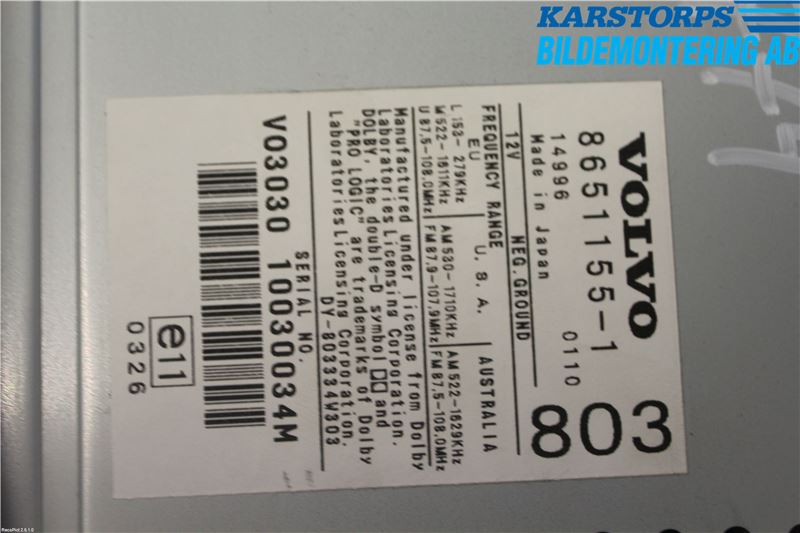 KARSTORPS
BILDEMONTERING AB
VOLVO
8651155-1
803
14996
0110
Made in Japan
12V NEG.GROUND
FREQUENCY RANGE
EU U.S.A. AUSTRALIA
L 153- 279KHz
M 522-1611KHz AM 530-1710KHz AM 522-1629KHz
U 87.5-108.0MHz FM 87.9-107.9MHz FM 87.5-108.0MHz
Manufactured under license from Dolby
Laboratories Licensing Corporation.
DOLBY, the double-D symbol and
"PRO LOGIC" are trademarks of Dolby
Laboratories Licensing Corporation.
DY-803334W303
SERIAL NO.
VO3030 10030034M
e11
0326